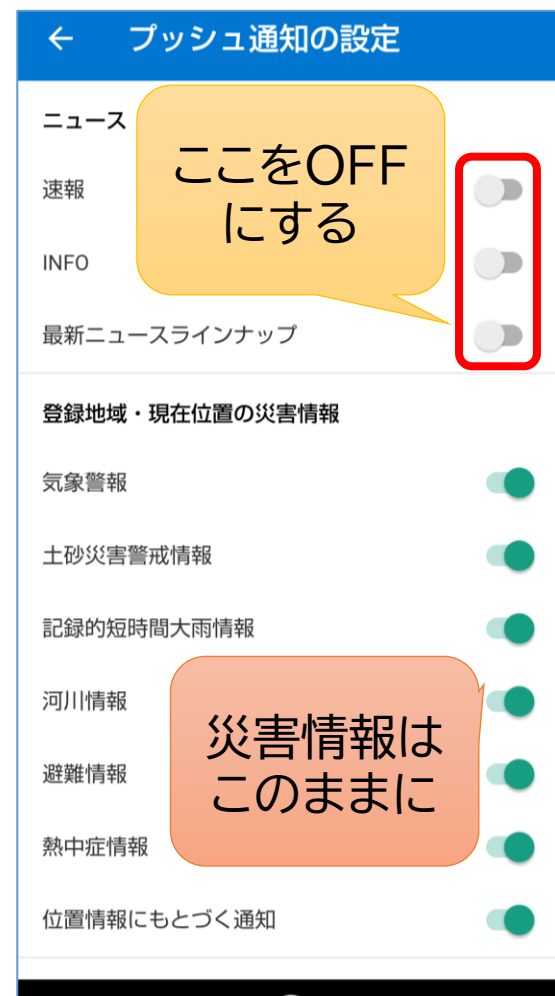 ← プッシュ通知の設定
ニュース
ここをOFF
にする
速報
INFO
最新ニュースラインナップ
登録地域・現在位置の災害情報
気象警報
土砂災害警戒情報
記録的短時間大雨情報
河川情報
災害情報は
このままに
避難情報
熱中症情報
位置情報にもとづく通知